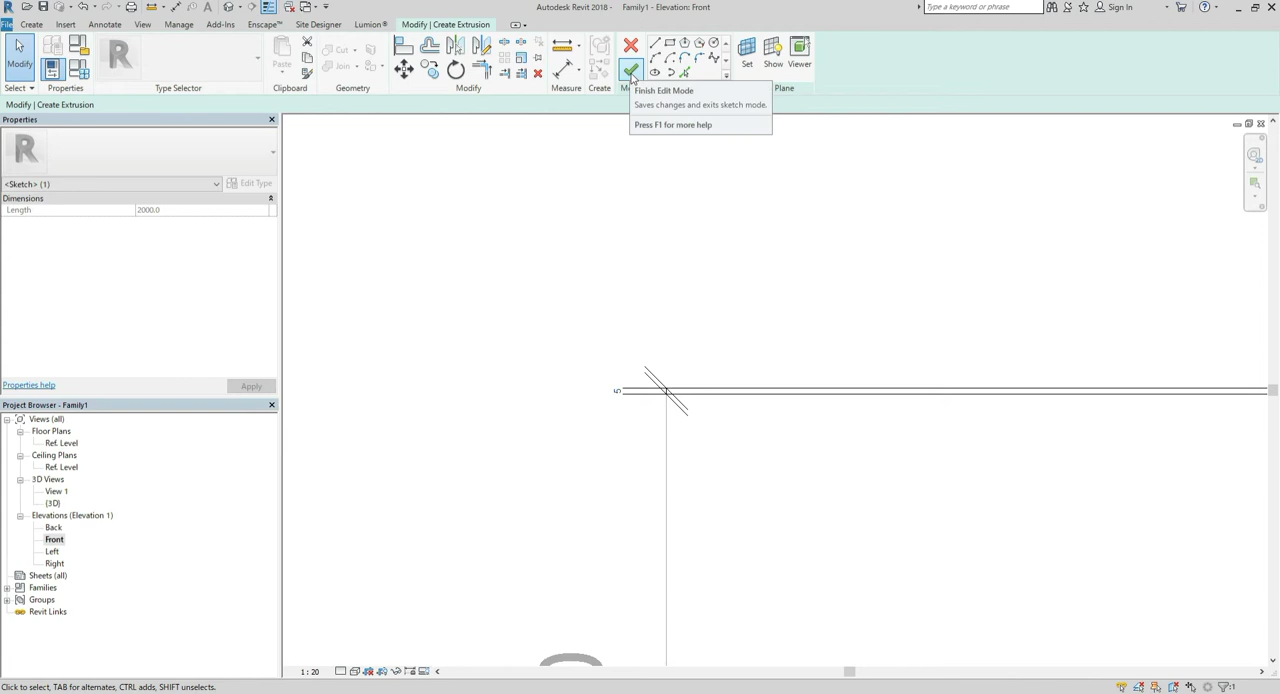 Autodesk Revit 2018 - Family1 - Elevation: Front
Type a keyword or phrase
Sign In
File Create Insert Annotate View Manage Add-Ins Enscape™ Site Designer Lumion® Modify | Create Extrusion
Modify
Paste
Cut
Join
Set Show Viewer
Select Properties Type Selector Clipboard Geometry Modify Measure Create Plane
Finish Edit Mode
Saves changes and exits sketch mode.
Press F1 for more help
Modify | Create Extrusion
Properties
<Sketch> (1)
Edit Type
Dimensions
Length 2000.0
5
Properties help
Apply
Project Browser - Family1
Views (all)
Floor Plans
Ref. Level
Ceiling Plans
Ref. Level
3D Views
View 1
{3D}
Elevations (Elevation 1)
Back
Front
Left
Right
Sheets (all)
Families
Groups
Revit Links
1 : 20
Click to select, TAB for alternates, CTRL adds, SHIFT unselects.
:1